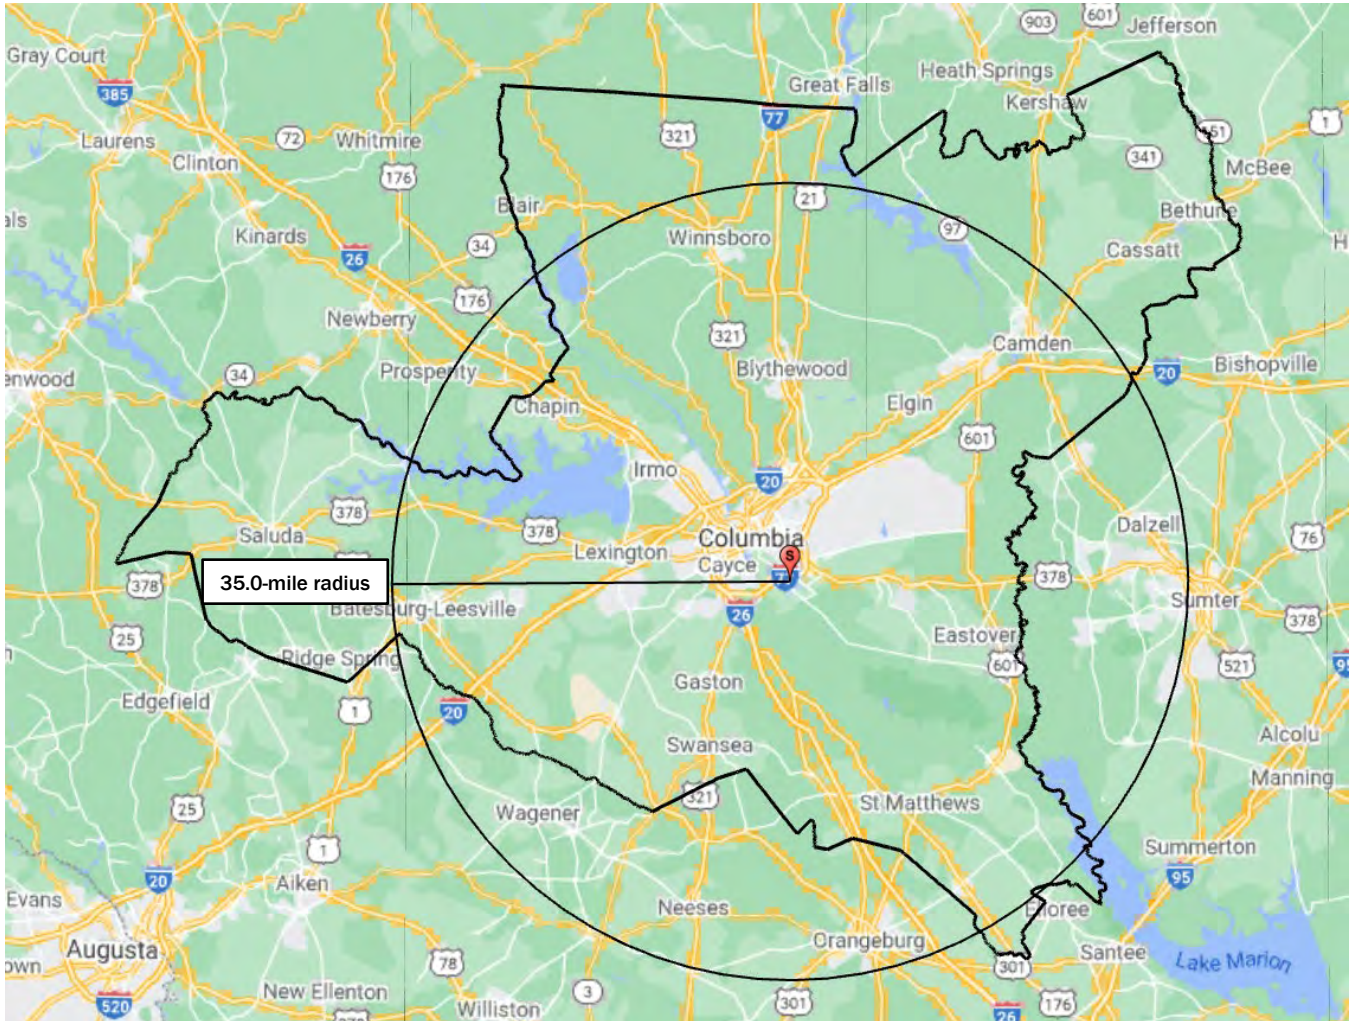 903
601
Jefferson
Gray Court
Great Falls
Heath Springs
385
Kershaw
77
1
Laurens
72
Whitmire
321
151
Clinton
341
McBee
176
21
Blair
Bethune
als
Kinards
34
Winnsboro
97
26
Cassatt
H
176
Newberry
321
Camden
Prosperity
Blythewood
20
Bishopville
34
enwood
Chapin
Elgin
601
Irmo
20
378
Saluda
378
Columbia
Dalzell
76
Lexington
Cayce
S
35.0-mile radius
378
378
Sumter
Batesburg-Leesville
26
378
25
Eastover
Ridge Spring
601
521
95
Edgefield
1
20
Gaston
Swansea
Alcolu
Manning
25
321
Wagener
St Matthews
1
Summerton
20
Aiken
95
Evans
Neeses
Elloree
Augusta
Orangeburg
Santee
own
78
301
Lake Marion
New Ellenton
3
301
176
520
Williston
26